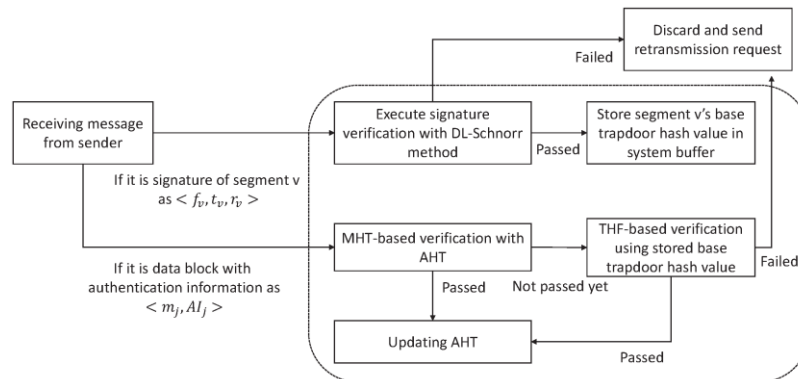 Discard and send
retransmission request
Failed
Receiving message
from sender
Execute signature
verification with DL-Schnorr
method
Passed
Store segment v's base
trapdoor hash value in
system buffer
If it is signature of segment v
as < f_v, t_v, r_v >
MHT-based verification with
AHT
Not passed yet
THF-based verification
using stored base
trapdoor hash value
Failed
If it is data block with
authentication information as
< m_j, AI_j >
Passed
Updating AHT
Passed